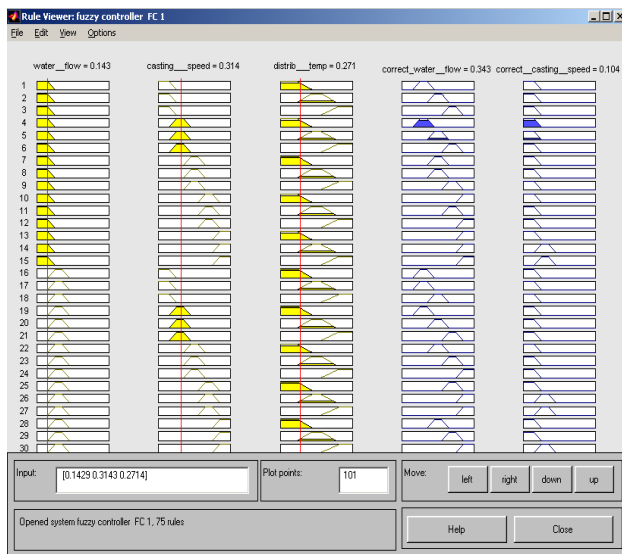 Rule Viewer: fuzzy controller FC 1
File Edit View Options
water__flow = 0.143
casting___speed = 0.314
distrib__temp = 0.271
correct_water__flow = 0.343
correct__casting__speed = 0.104
1
2
3
4
5
6
7
8
9
10
11
12
13
14
15
16
17
18
19
20
21
22
23
24
25
26
27
28
29
30
Input: [0.1429 0.3143 0.2714]
Plot points: 101
Move: left right down up
Opened system fuzzy controller FC 1, 75 rules
Help Close